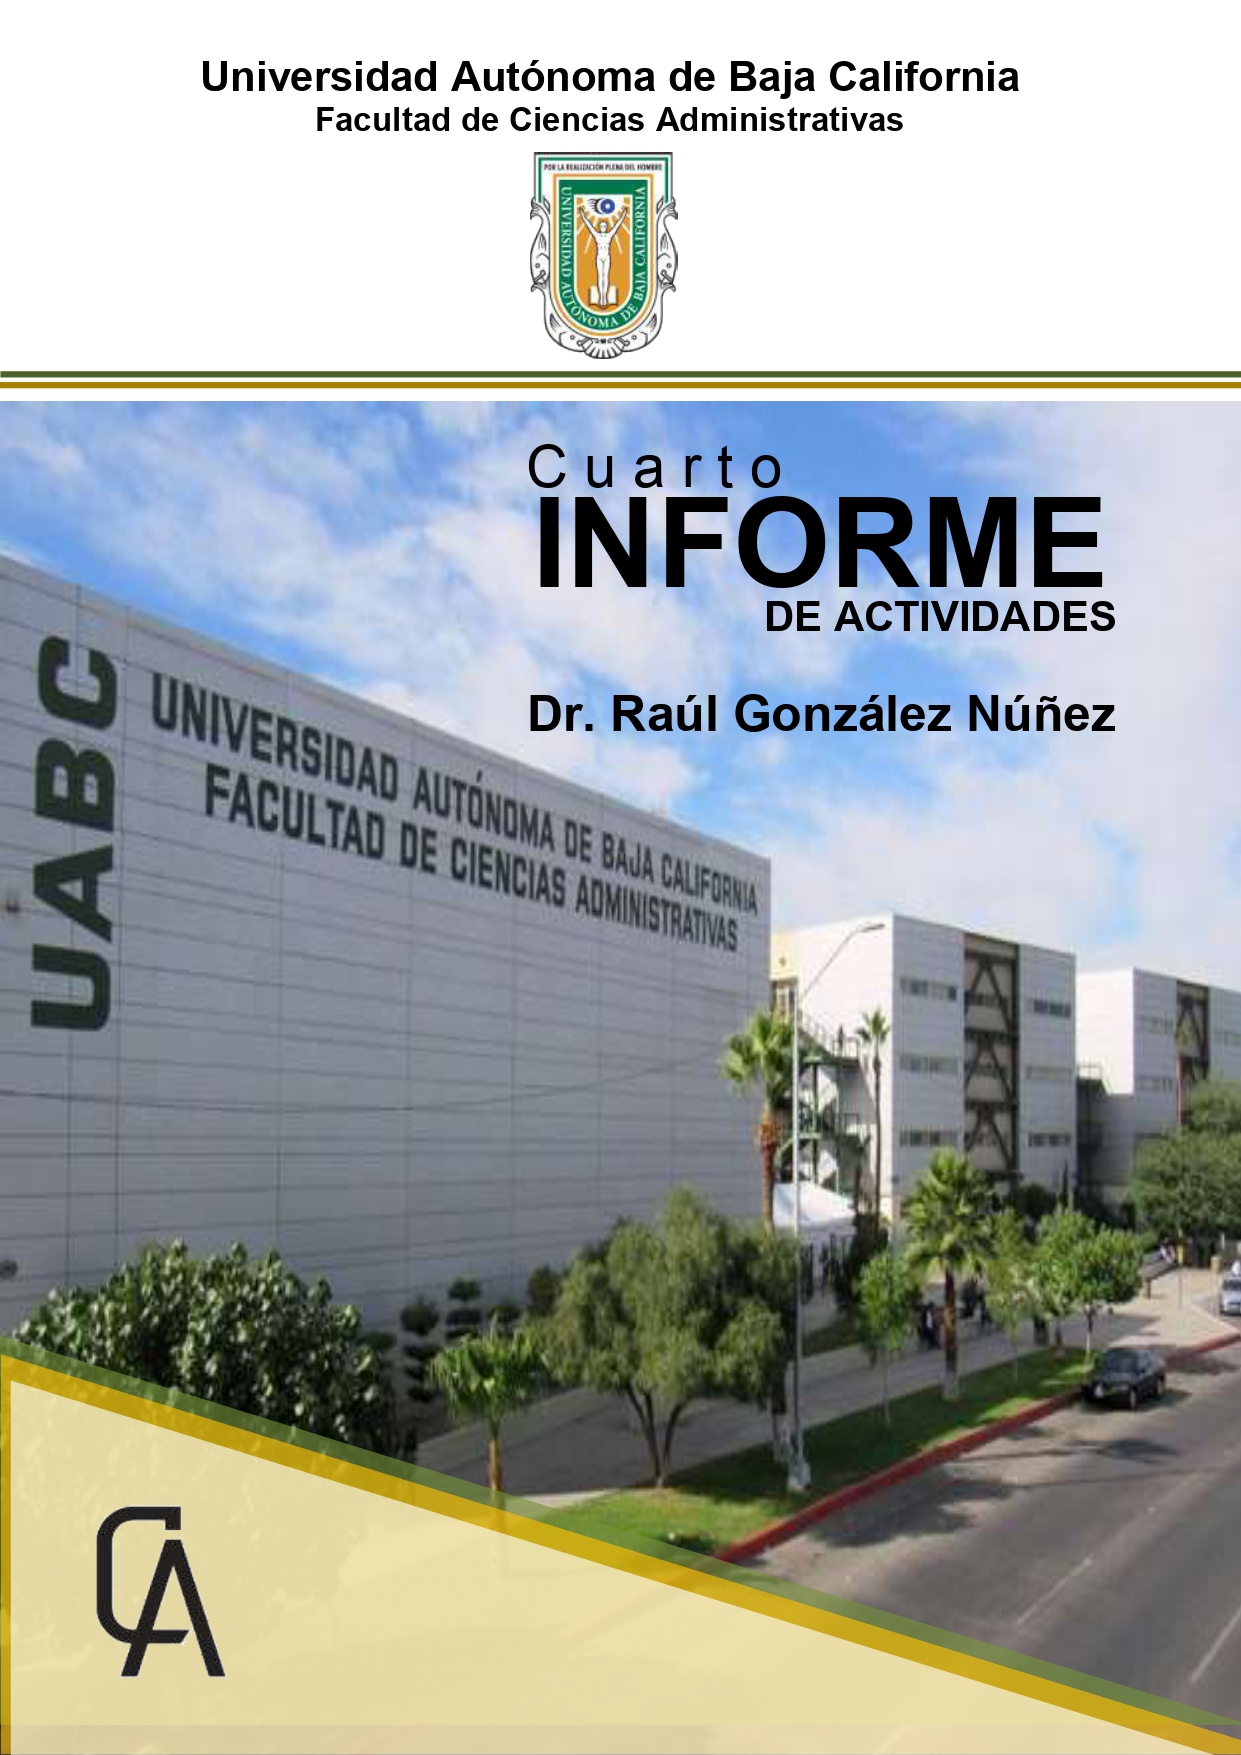 Universidad Autónoma de Baja California
Facultad de Ciencias Administrativas
POR LA REALIZACIÓN PLENA DEL HOMBRE
UNIVERSIDAD AUTÓNOMA DE BAJA CALIFORNIA
Cuarto
INFORME
DE ACTIVIDADES
Dr. Raúl González Núñez
UABC
UNIVERSIDAD AUTÓNOMA DE BAJA CALIFORNIA
FACULTAD DE CIENCIAS ADMINISTRATIVAS
CA